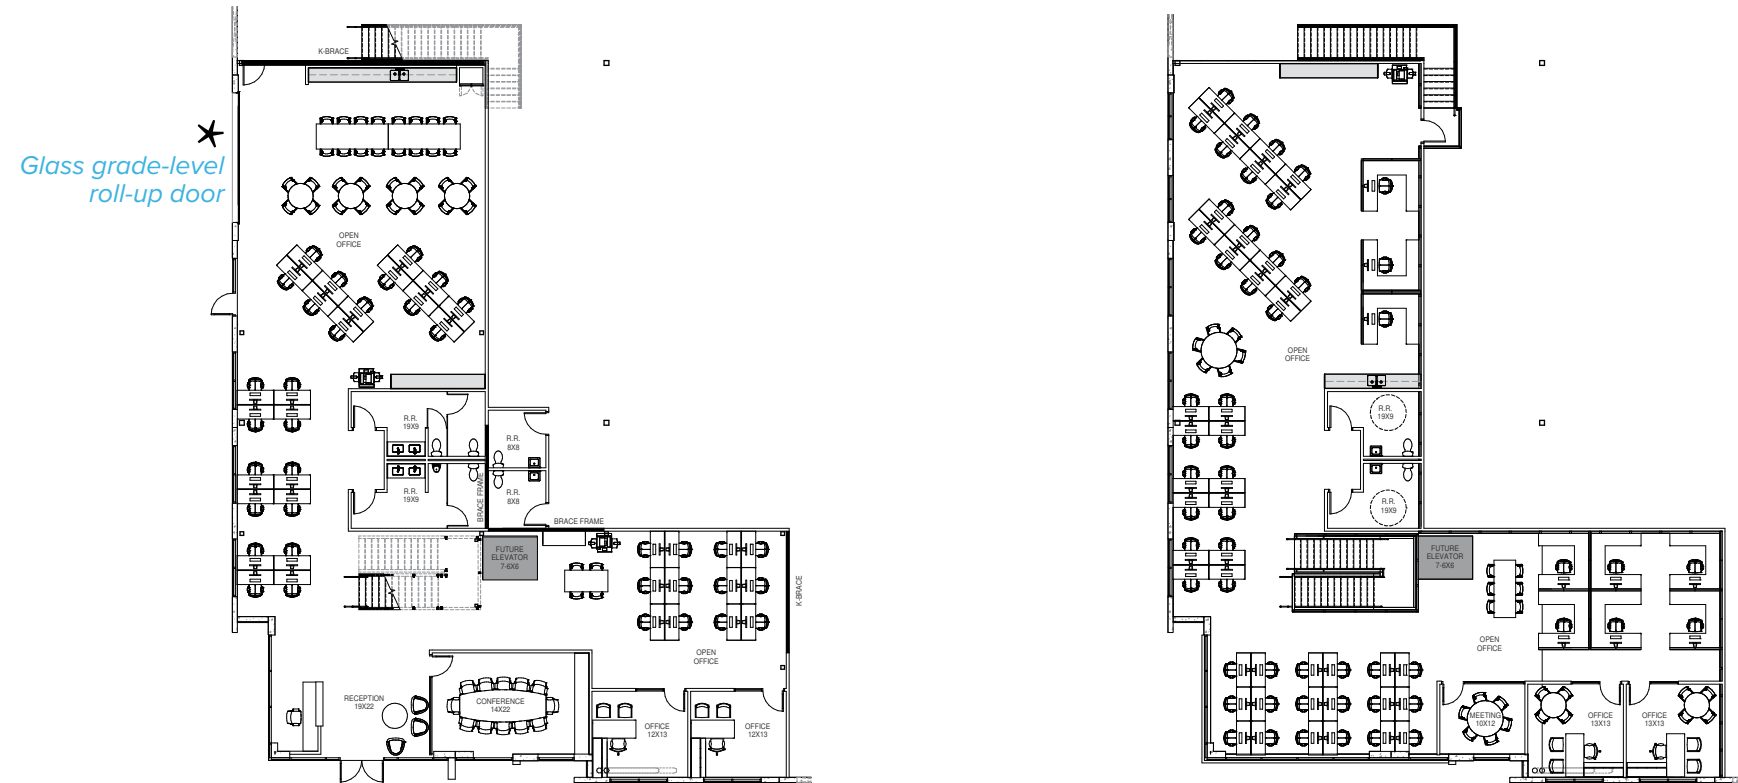 K-BRACE
Glass grade-level
roll-up door
OPEN
OFFICE
R.R.
19X9
R.R.
19X9
R.R.
8X8
R.R.
8X8
BRACE FRAME
BRACE FRAME
FUTURE
ELEVATOR
7-6X6
K-BRACE
OPEN
OFFICE
RECEPTION
19X22
CONFERENCE
14X22
OFFICE
12X13
OFFICE
12X13
OPEN
OFFICE
R.R.
19X9
R.R.
19X9
FUTURE
ELEVATOR
7-6X6
OPEN
OFFICE
MEETING
10X12
OFFICE
13X13
OFFICE
13X13